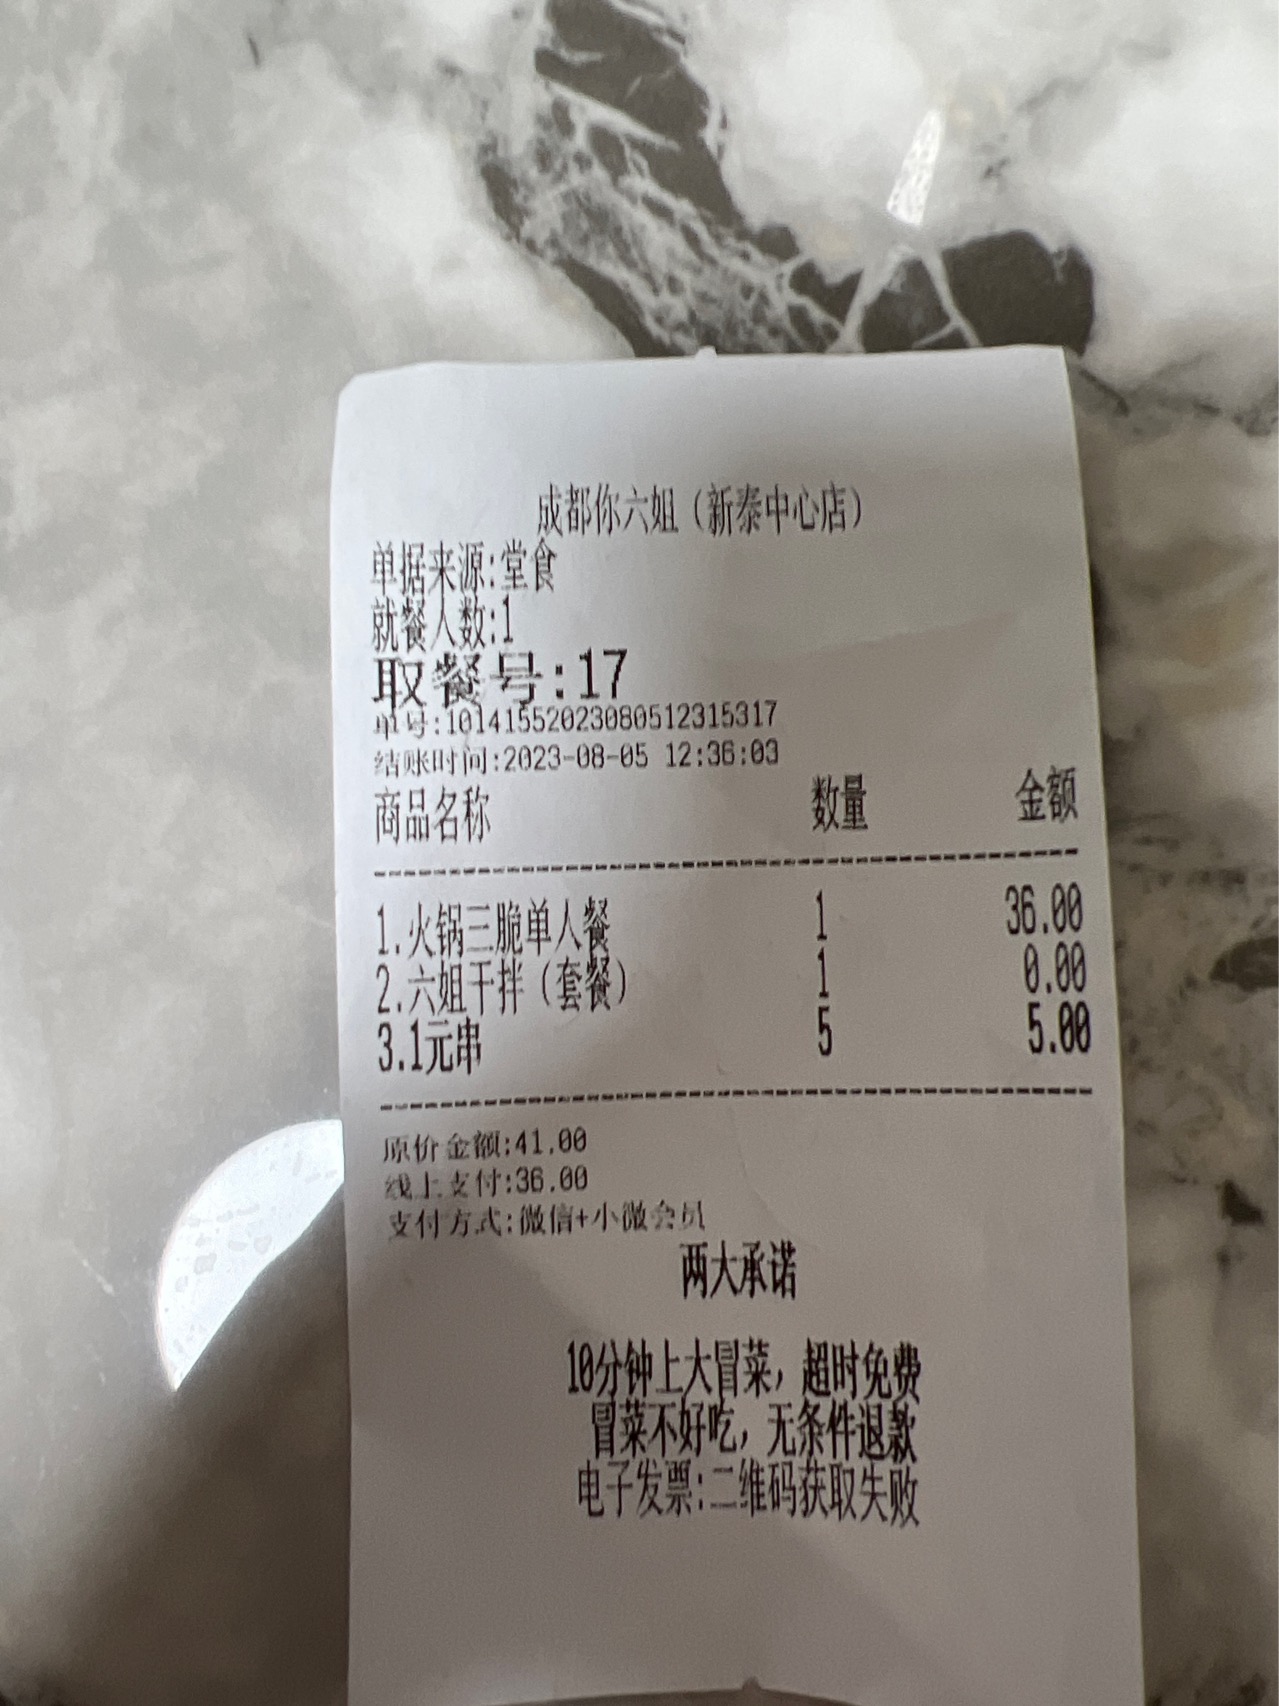 成都你六姐（新泰中心店）
单据来源:堂食
就餐人数:1
取餐号:17
单号:10141552023080512315317
结账时间:2023-08-05 12:36:03
商品名称 数量 金额
1.火锅三脆单人餐 1 36.00
2.六姐干拌（套餐） 1 0.00
3.1元串 5 5.00
原价金额:41.00
线上支付:36.00
支付方式:微信+小微会员
两大承诺
10分钟上大冒菜，超时免费
冒菜不好吃，无条件退款
电子发票:二维码获取失败